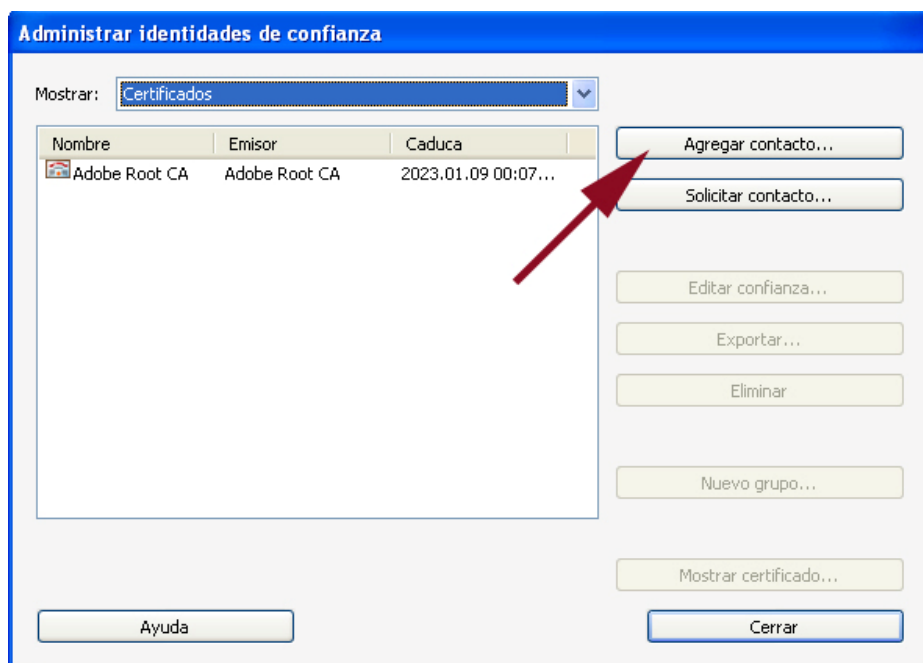 Administrar identidades de confianza
Mostrar: Certificados
Nombre Emisor Caduca
Adobe Root CA Adobe Root CA 2023.01.09 00:07...
Agregar contacto...
Solicitar contacto...
Editar confianza...
Exportar...
Eliminar
Nuevo grupo...
Mostrar certificado...
Ayuda
Cerrar